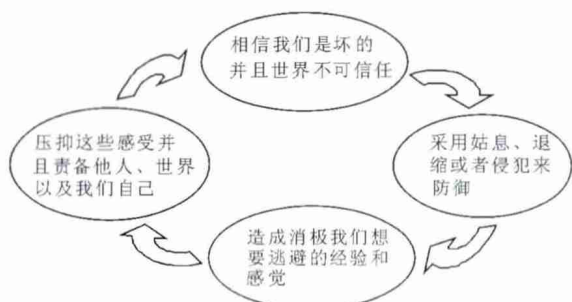 相信我们是坏的
并且世界不可信任
采用姑息、退
缩或者侵犯来
防御
造成消极我们想
要逃避的经验和
感觉
压抑这些感受并
且责备他人、世界
以及我们自己